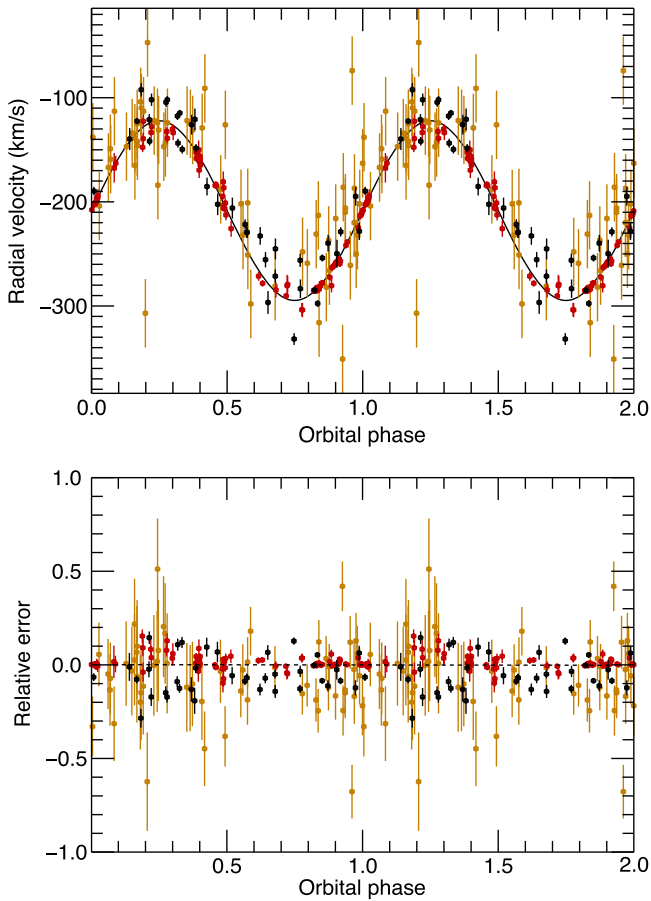 −100
−200
−300
Radial velocity (km/s)
0.0 0.5 1.0 1.5 2.0
Orbital phase
1.0
0.5
0.0
−0.5
−1.0
Relative error
0.0 0.5 1.0 1.5 2.0
Orbital phase